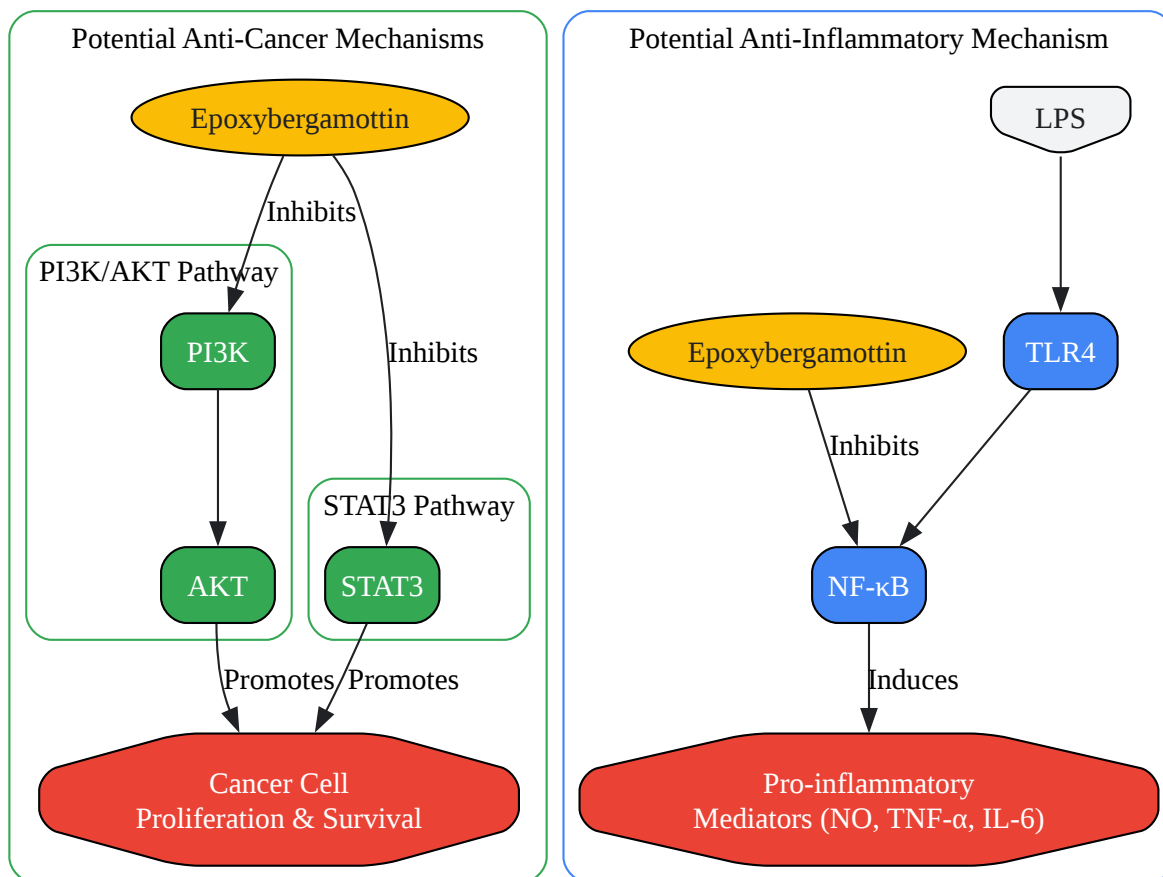 Potential Anti-Cancer Mechanisms
Epoxybergamottin
Inhibits
PI3K/AKT Pathway
PI3K
Inhibits
STAT3 Pathway
AKT
STAT3
Promotes
Promotes
Cancer Cell
Proliferation & Survival
Potential Anti-Inflammatory Mechanism
LPS
Epoxybergamottin
TLR4
Inhibits
NF-κB
Induces
Pro-inflammatory
Mediators (NO, TNF-α, IL-6)